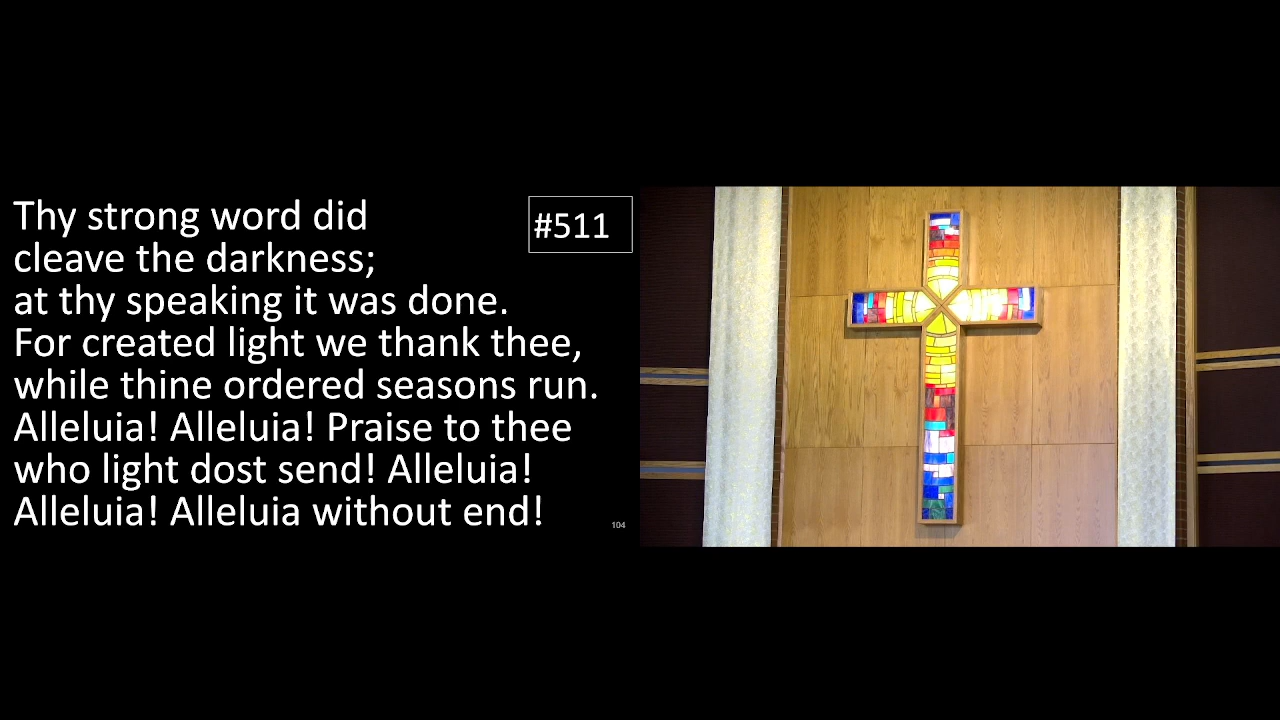 Thy strong word did
#511
cleave the darkness;
at thy speaking it was done.
For created light we thank thee,
while thine ordered seasons run.
Alleluia! Alleluia! Praise to thee
who light dost send! Alleluia!
Alleluia! Alleluia without end!
104